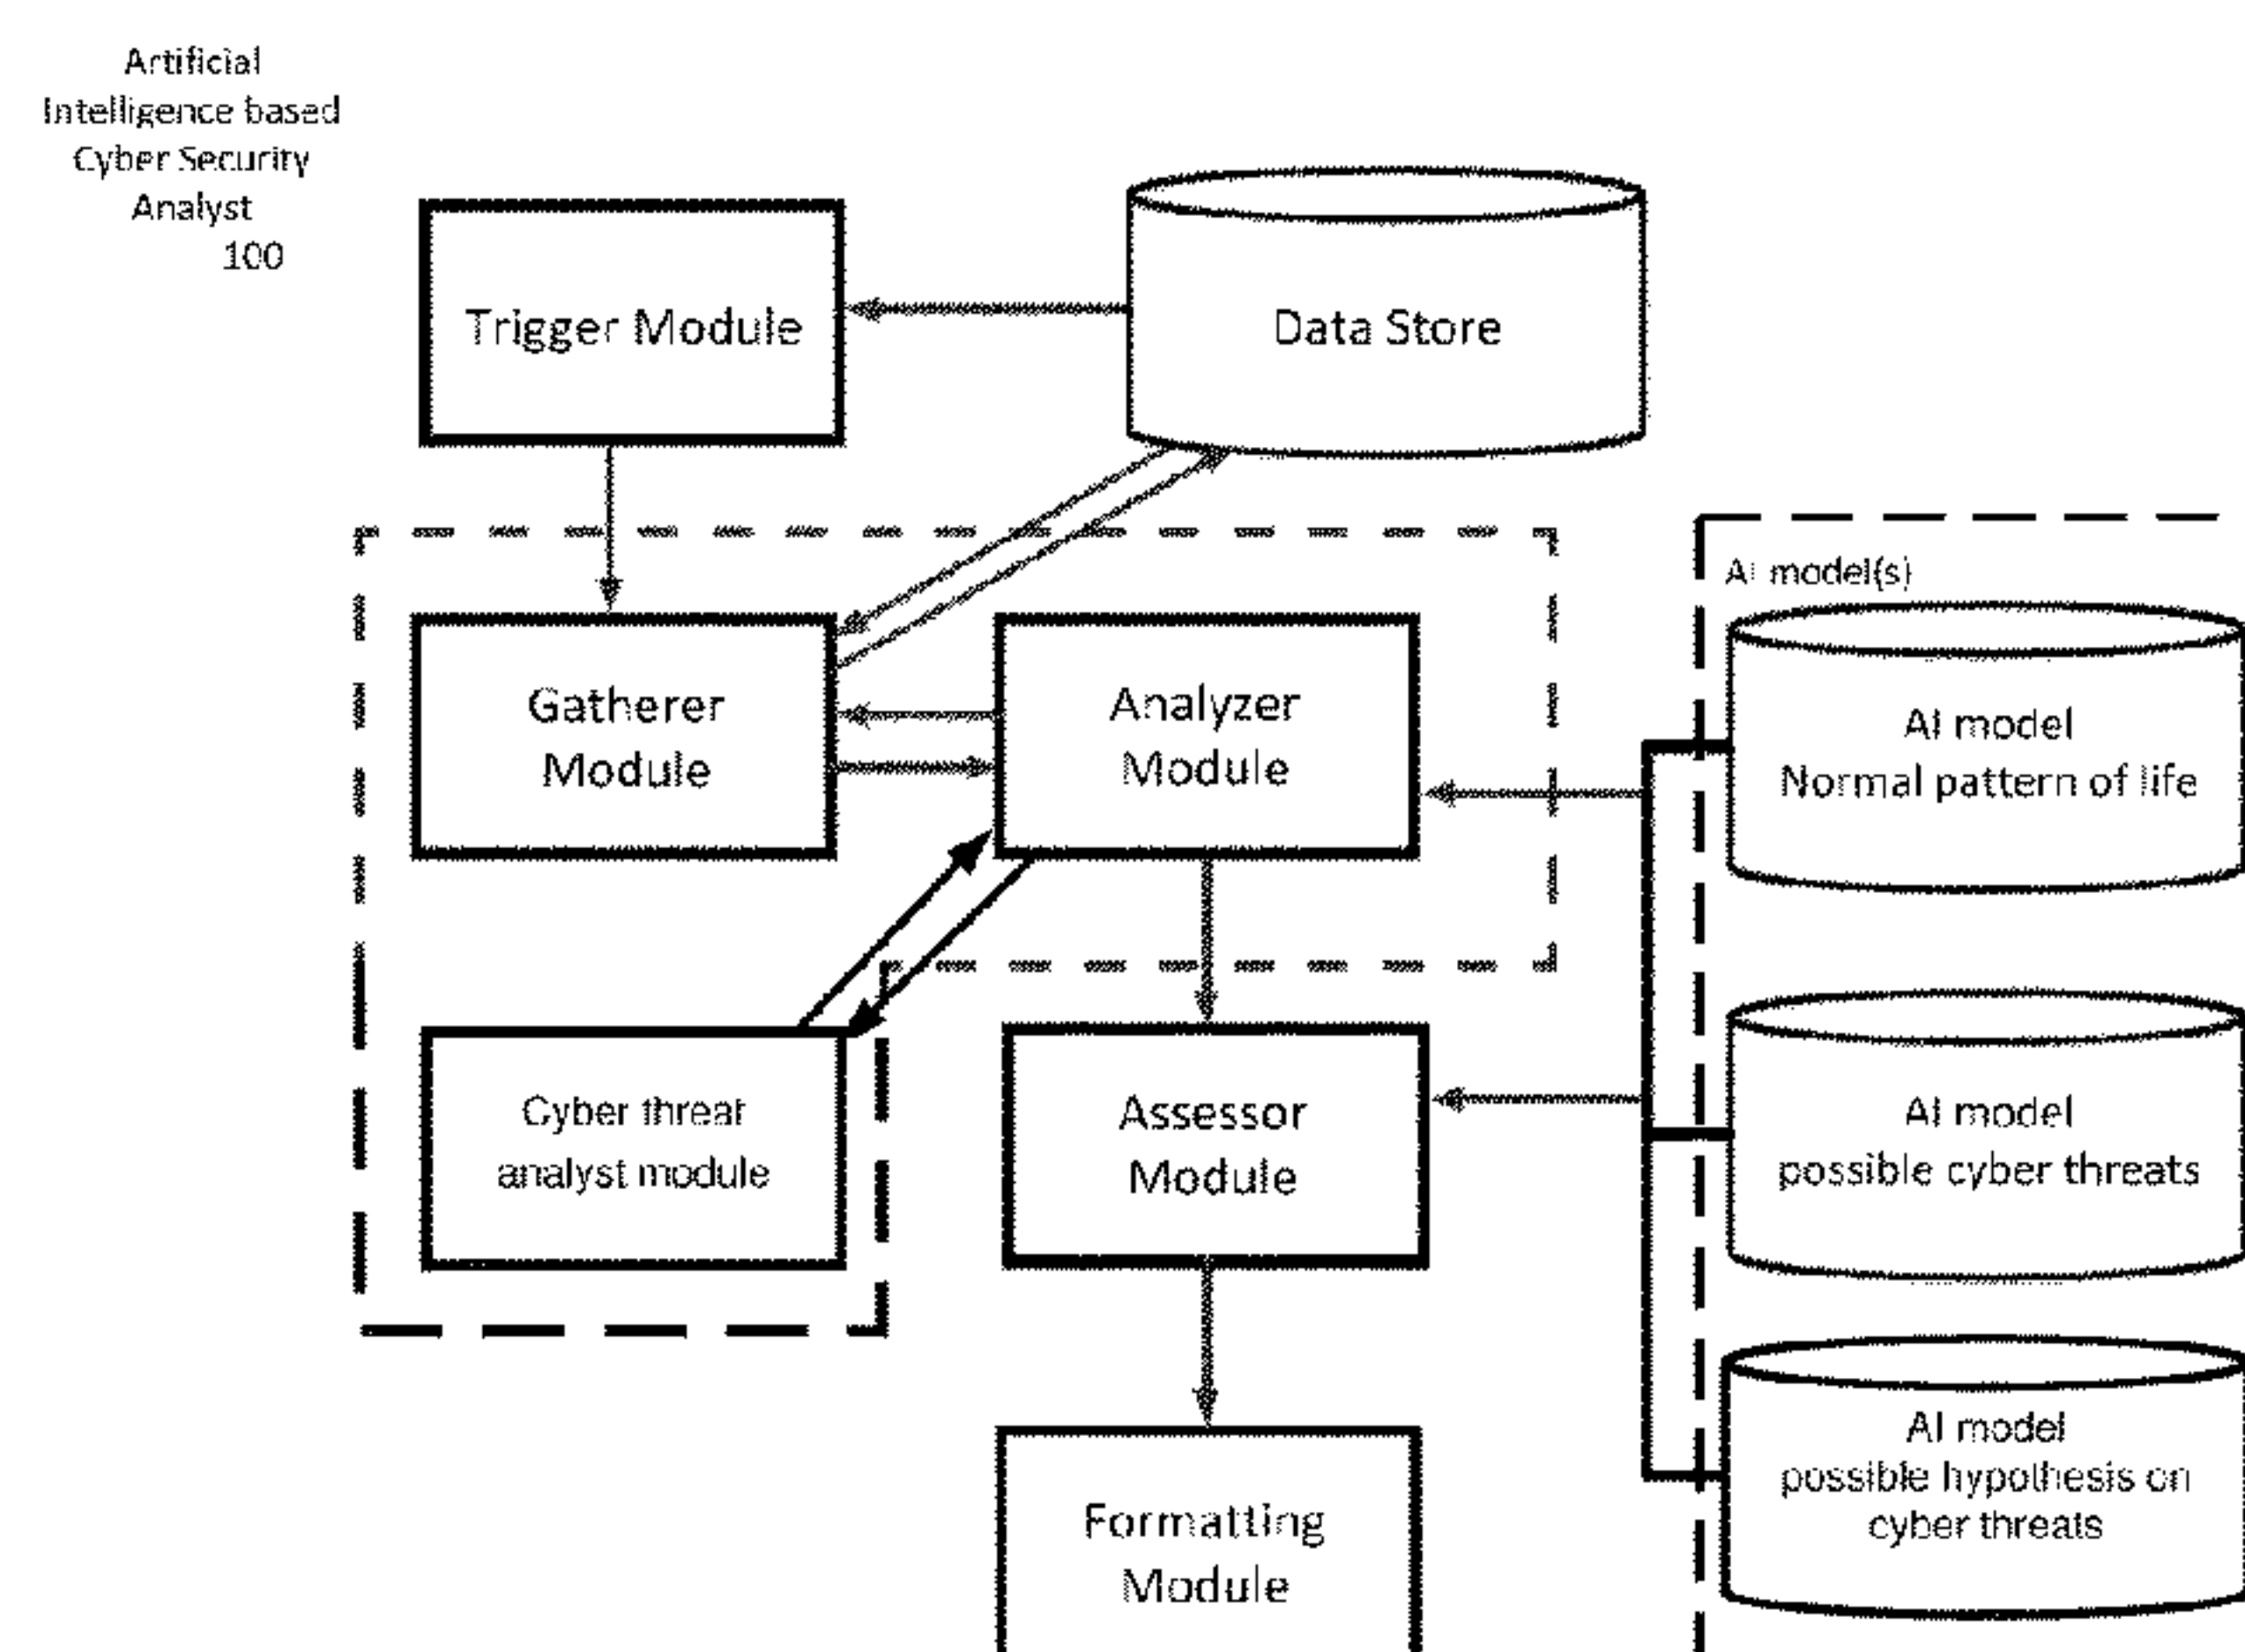 Artificial
Intelligence based
Cyber Security
Analyst
100
Trigger Module
Data Store
AI model(s)
Gatherer
Module
Analyzer
Module
AI model
Normal pattern of life
Cyber threat
analyst module
Assessor
Module
AI model
possible cyber threats
AI model
possible hypothesis on
cyber threats
Formatting
Module